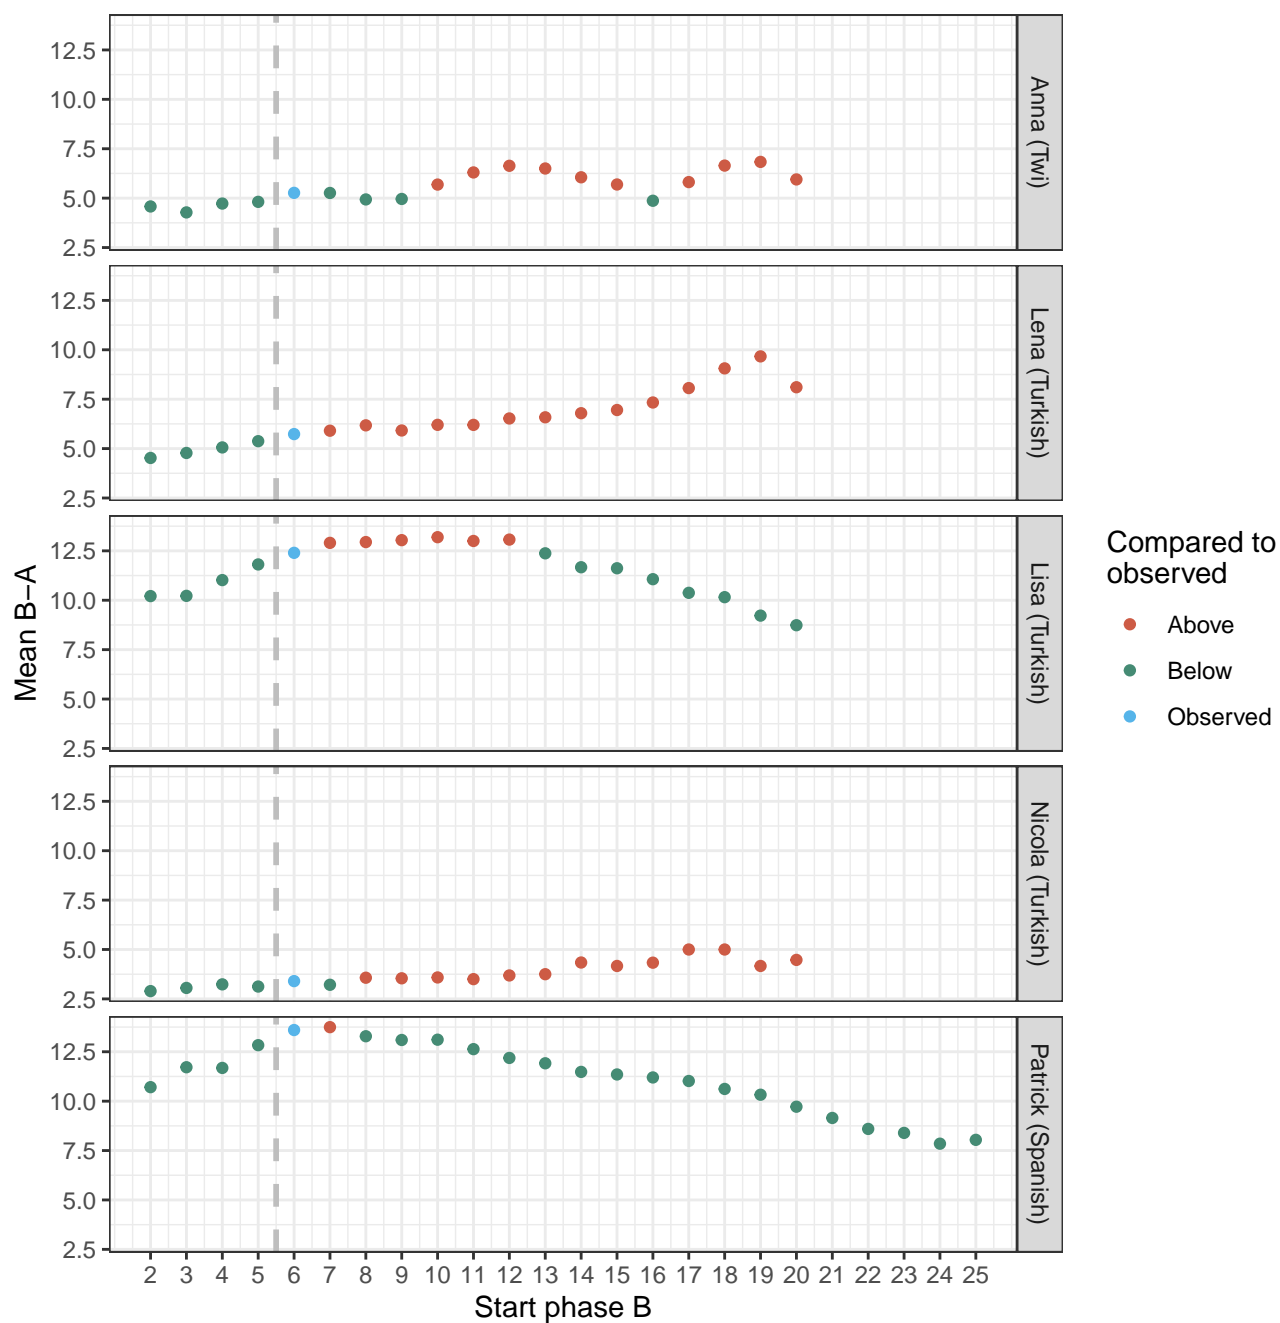 12.5
10.0
7.5
5.0
2.5
Anna (Twi)
12.5
10.0
7.5
5.0
2.5
Lena (Turkish)
12.5
10.0
7.5
5.0
2.5
Lisa (Turkish)
12.5
10.0
7.5
5.0
2.5
Nicola (Turkish)
12.5
10.0
7.5
5.0
2.5
Patrick (Spanish)
Mean B−A
2 3 4 5 6 7 8 9 10 11 12 13 14 15 16 17 18 19 20 21 22 23 24 25
Start phase B
Compared to
observed
Above
Below
Observed